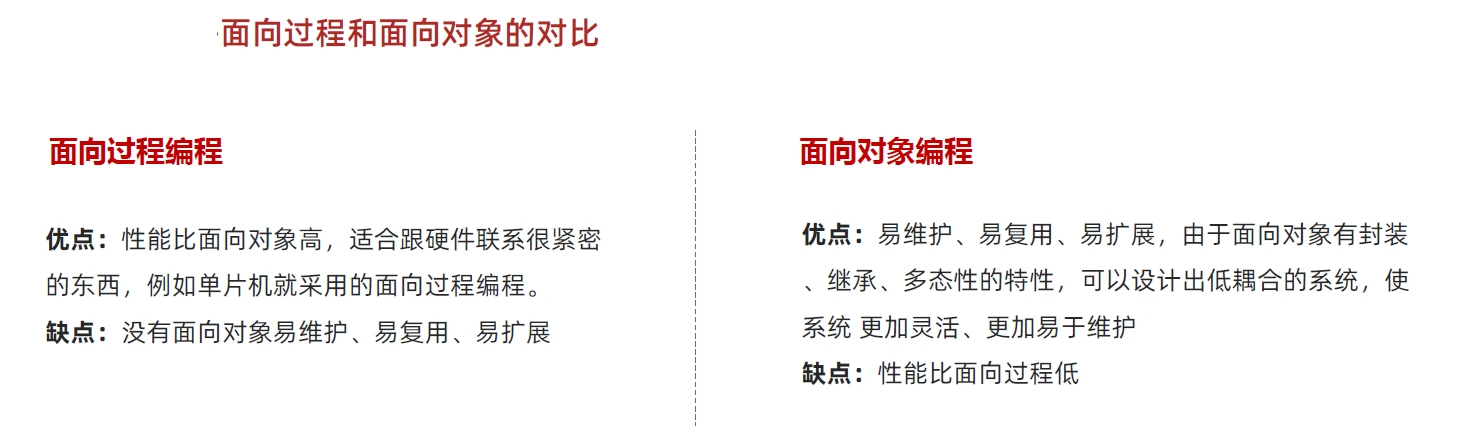 面向过程和面向对象的对比
面向过程编程
优点：性能比面向对象高，适合跟硬件联系很紧密
的东西，例如单片机就采用的面向过程编程。
缺点：没有面向对象易维护、易复用、易扩展
面向对象编程
优点：易维护、易复用、易扩展，由于面向对象有封装
、继承、多态性的特性，可以设计出低耦合的系统，使
系统 更加灵活、更加易于维护
缺点：性能比面向过程低